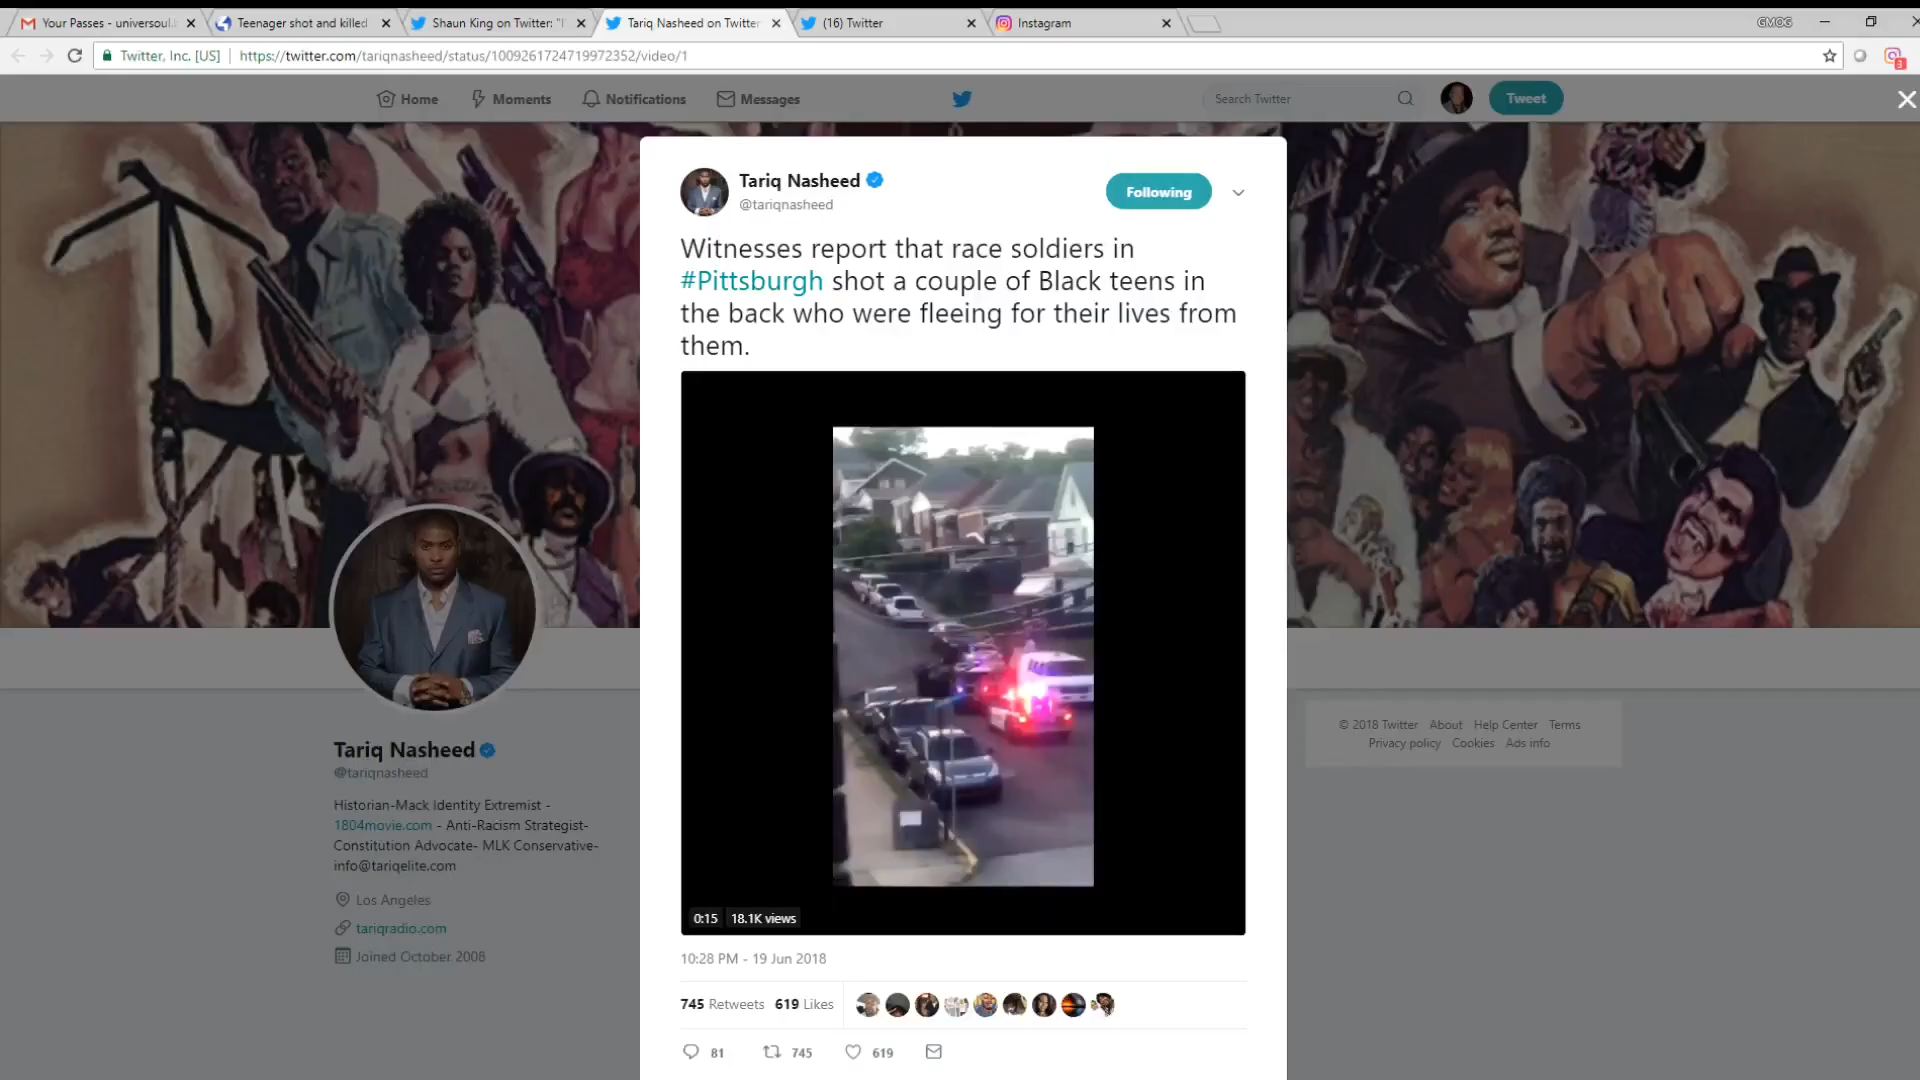 Your Passes - universoul.
Teenager shot and killed
Shaun King on Twitter: "I
Tariq Nasheed on Twitter
(16) Twitter
Instagram
GMOG
Twitter, Inc. [US]
https://twitter.com/tariqnasheed/status/1009261724719972352/video/1
3
Home
Moments
Notifications
Messages
Search Twitter
Tweet
Tariq Nasheed
@tariqnasheed
Following
Witnesses report that race soldiers in
#Pittsburgh shot a couple of Black teens in
the back who were fleeing for their lives from
them.
0:15
18.1K views
10:28 PM - 19 Jun 2018
745 Retweets 619 Likes
81
745
619
Tariq Nasheed
@tariqnasheed
Historian-Mack Identity Extremist -
1804movie.com - Anti-Racism Strategist-
Constitution Advocate- MLK Conservative-
info@tariqelite.com
Los Angeles
tariqradio.com
Joined October 2008
© 2018 Twitter About Help Center Terms
Privacy policy Cookies Ads info